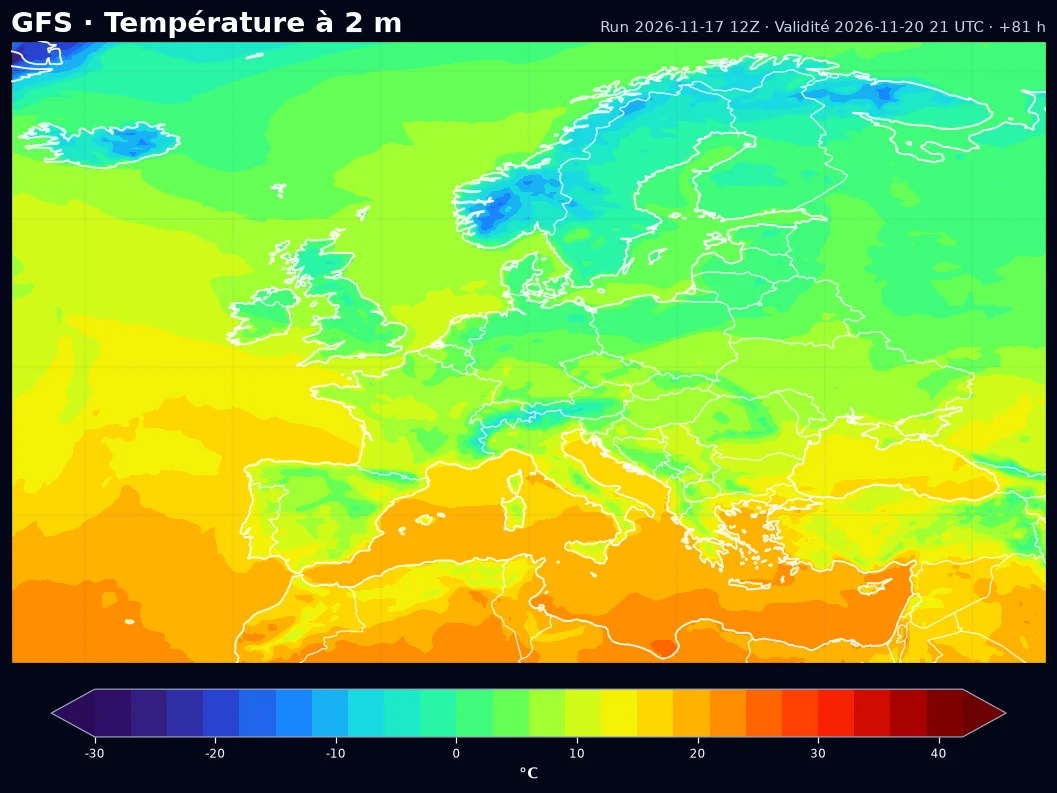 GFS · Température à 2 m
Run 2026-11-17 12Z · Validité 2026-11-20 21 UTC · +81 h
-30 -20 -10 0 10 20 30 40
°C